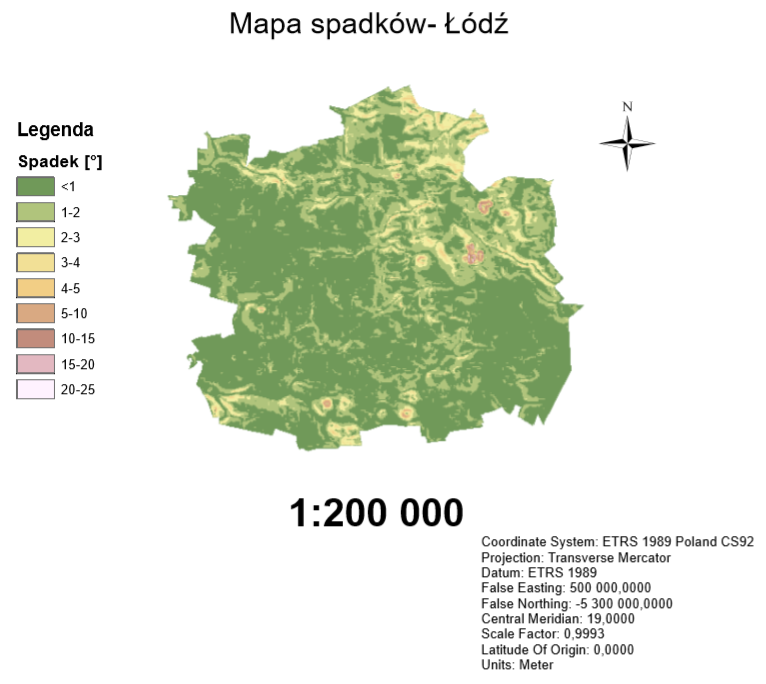 Mapa spadków- Łódź
N
Legenda
Spadek [°]
<1
1-2
2-3
3-4
4-5
5-10
10-15
15-20
20-25
1:200 000
Coordinate System: ETRS 1989 Poland CS92
Projection: Transverse Mercator
Datum: ETRS 1989
False Easting: 500 000,0000
False Northing: -5 300 000,0000
Central Meridian: 19,0000
Scale Factor: 0,9993
Latitude Of Origin: 0,0000
Units: Meter